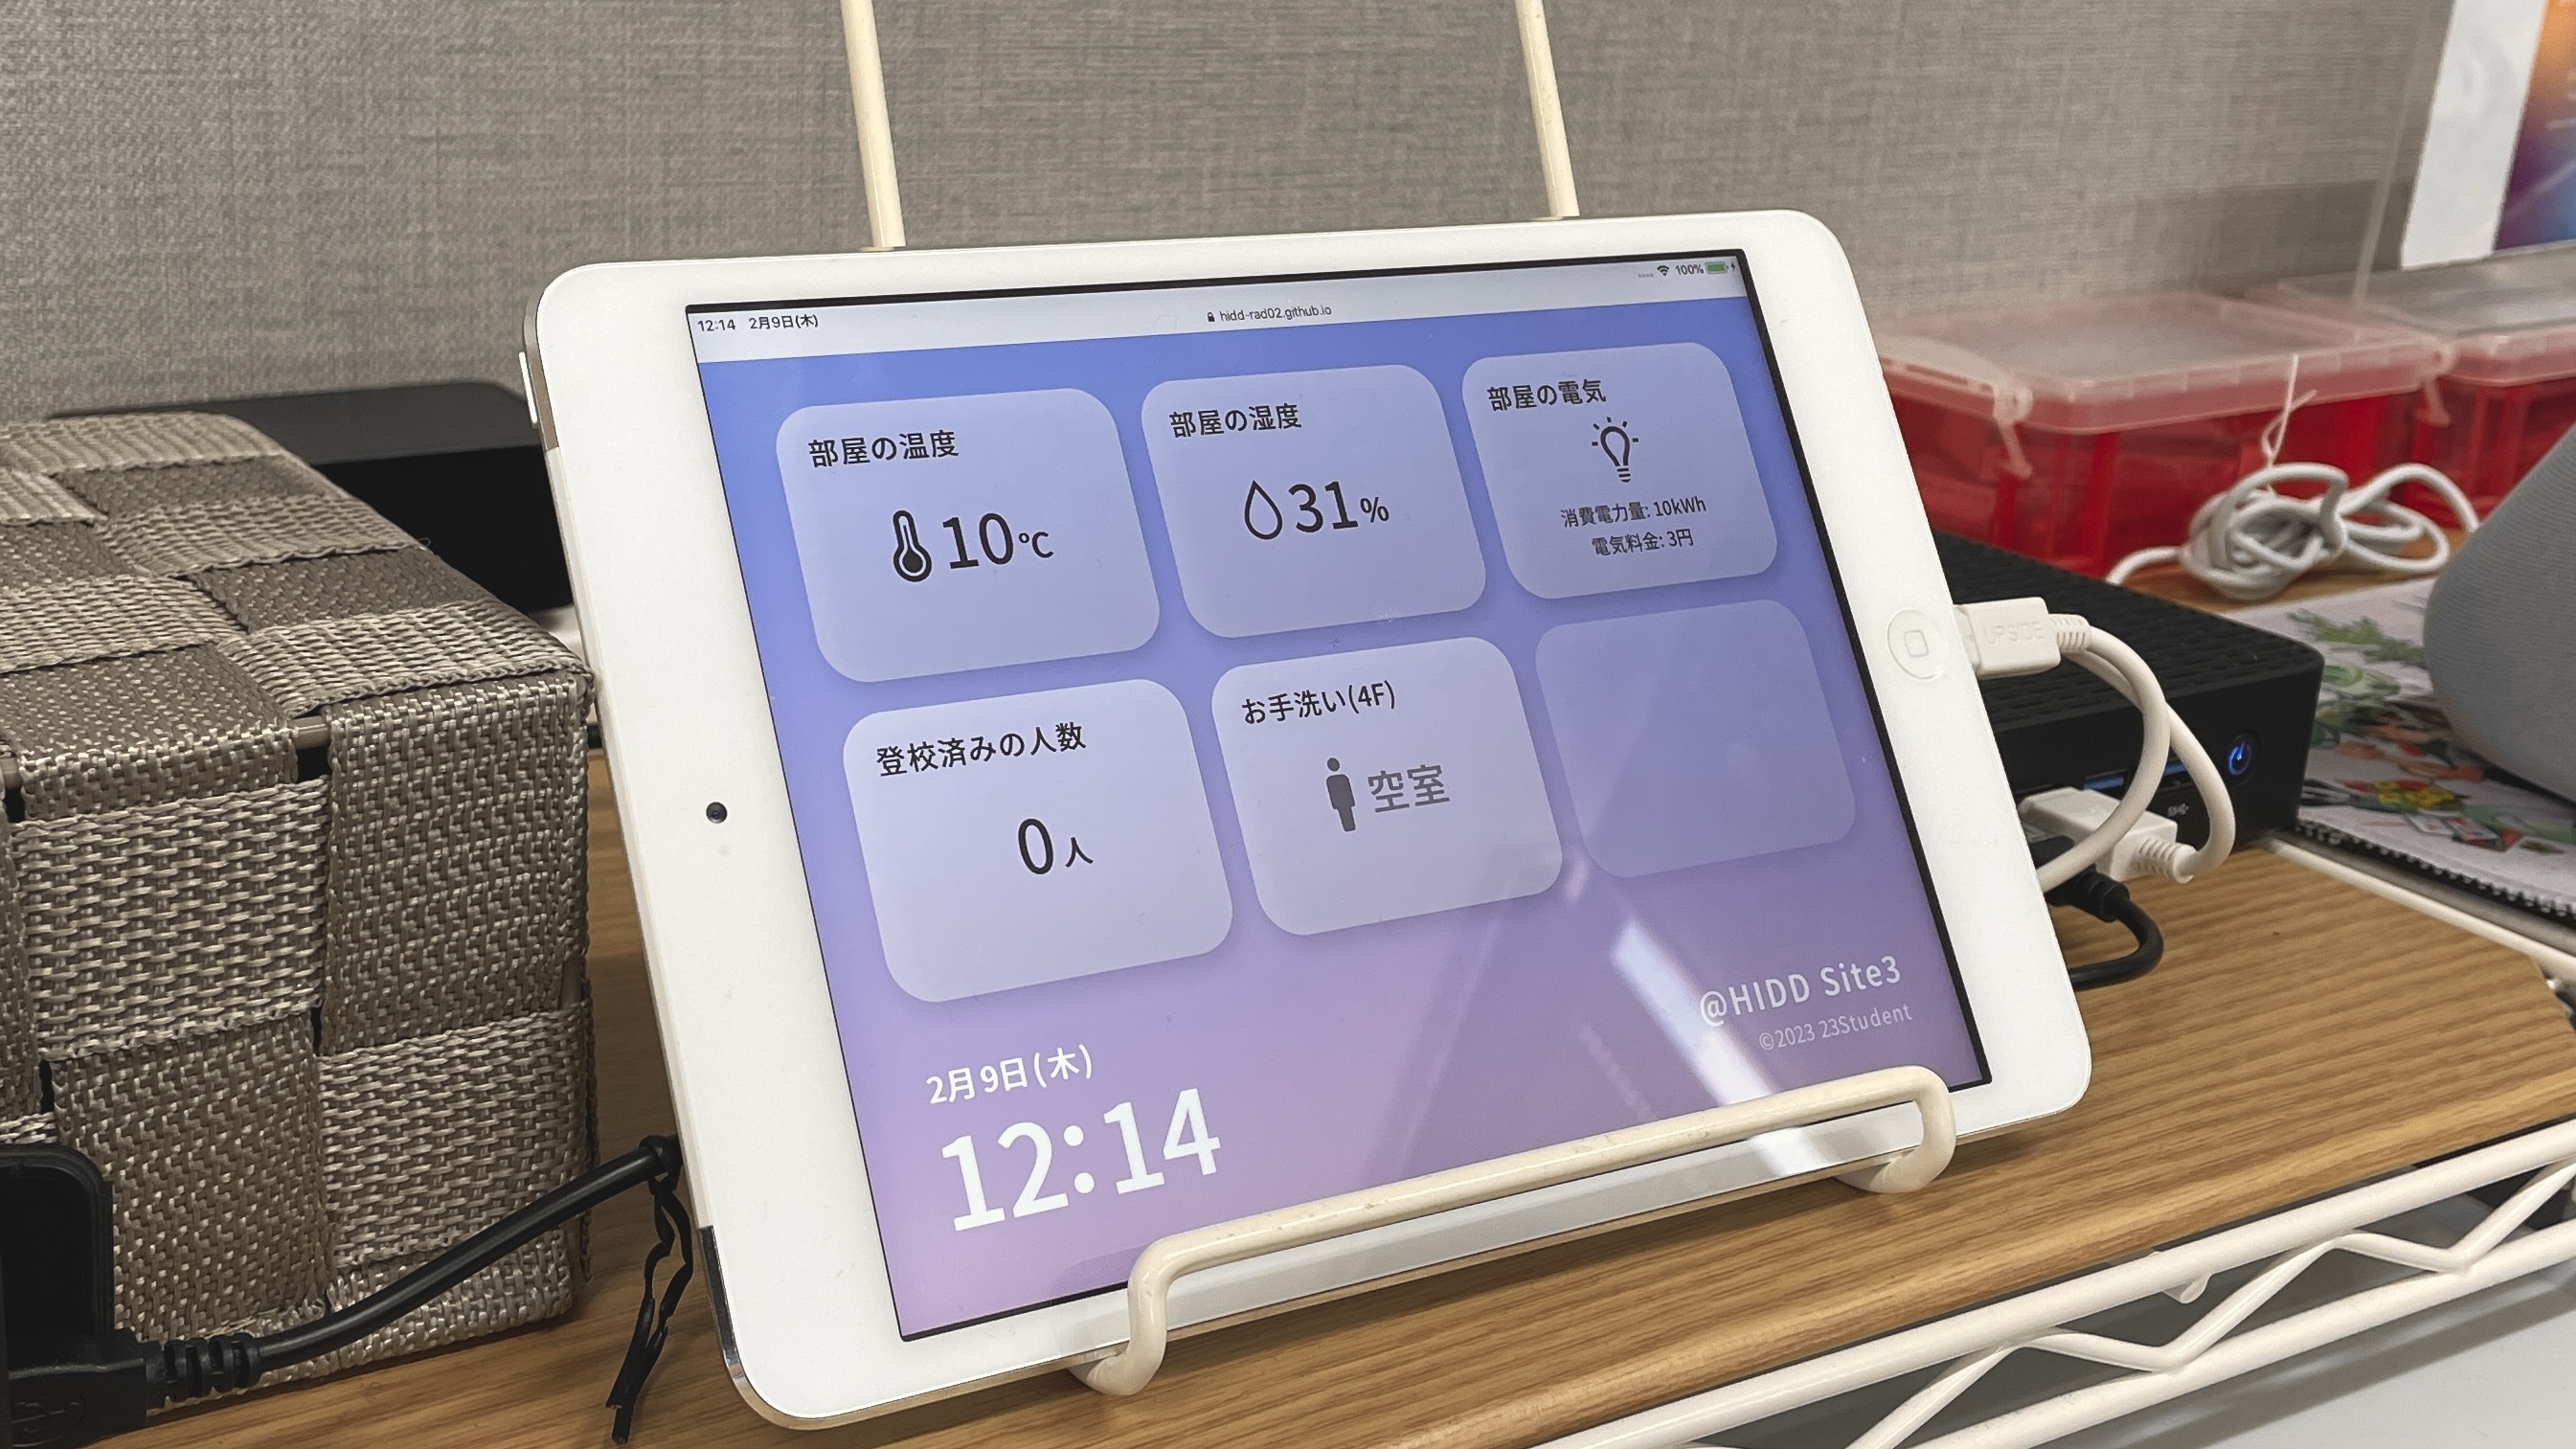 12:14 2月9日(木)
hidd-rad02.github.io
100%
部屋の温度
10℃
部屋の湿度
31%
部屋の電気
消費電力量: 10kWh
電気料金: 3円
登校済みの人数
0人
お手洗い(4F)
空室
@HIDD Site3
©2023 23Student
2月9日(木)
12:14
UPSIDE